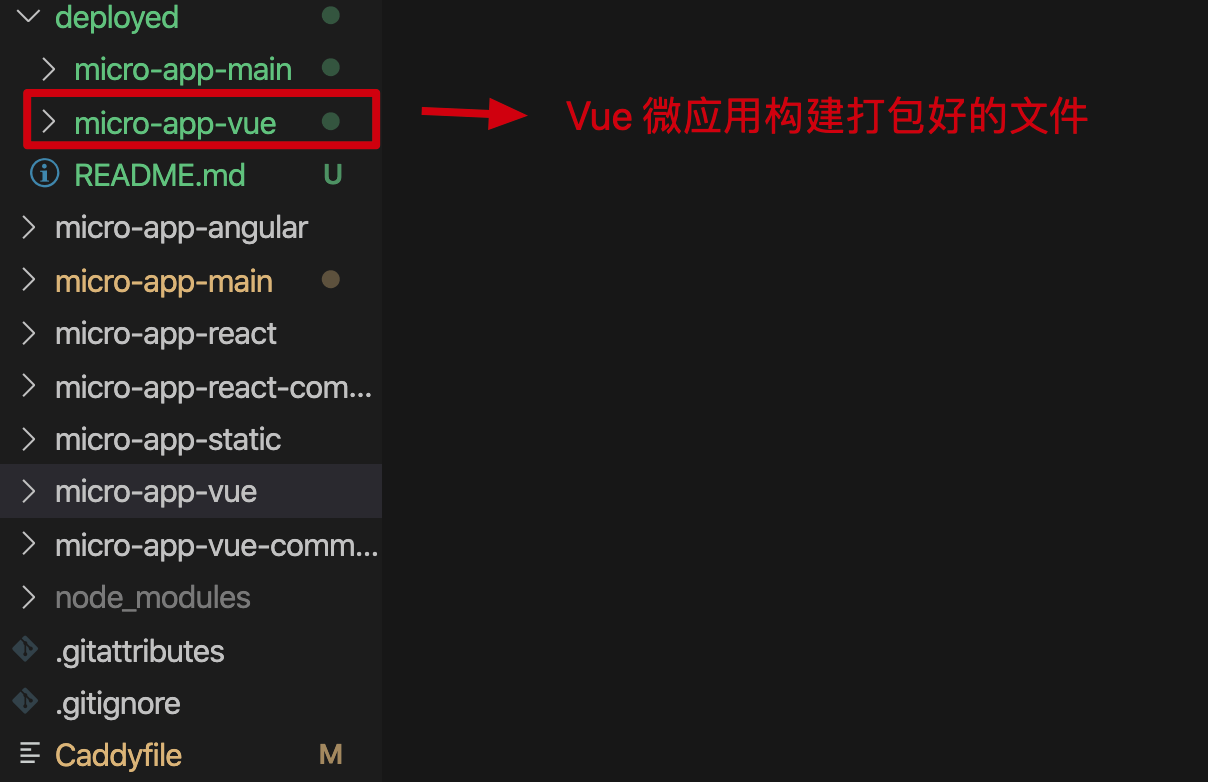 deployed
micro-app-main
micro-app-vue
Vue 微应用构建打包好的文件
README.md U
micro-app-angular
micro-app-main
micro-app-react
micro-app-react-com...
micro-app-static
micro-app-vue
micro-app-vue-comm...
node_modules
.gitattributes
.gitignore
Caddyfile M